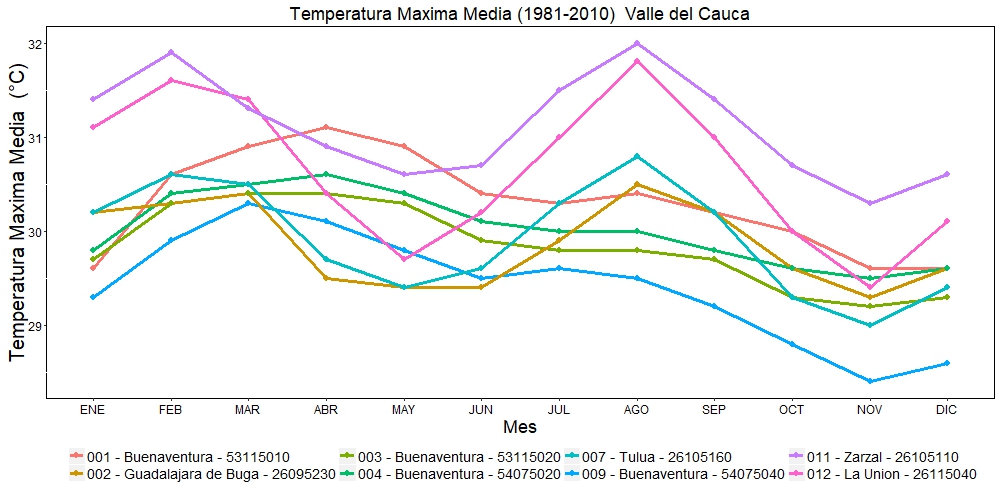 Temperatura Maxima Media (1981-2010)  Valle del Cauca
Temperatura Maxima Media  (°C)
32
31
30
29
ENE FEB MAR ABR MAY JUN JUL AGO SEP OCT NOV DIC
Mes
001 - Buenaventura - 53115010 003 - Buenaventura - 53115020 007 - Tulua - 26105160 011 - Zarzal - 26105110
002 - Guadalajara de Buga - 26095230 004 - Buenaventura - 54075020 009 - Buenaventura - 54075040 012 - La Union - 26115040